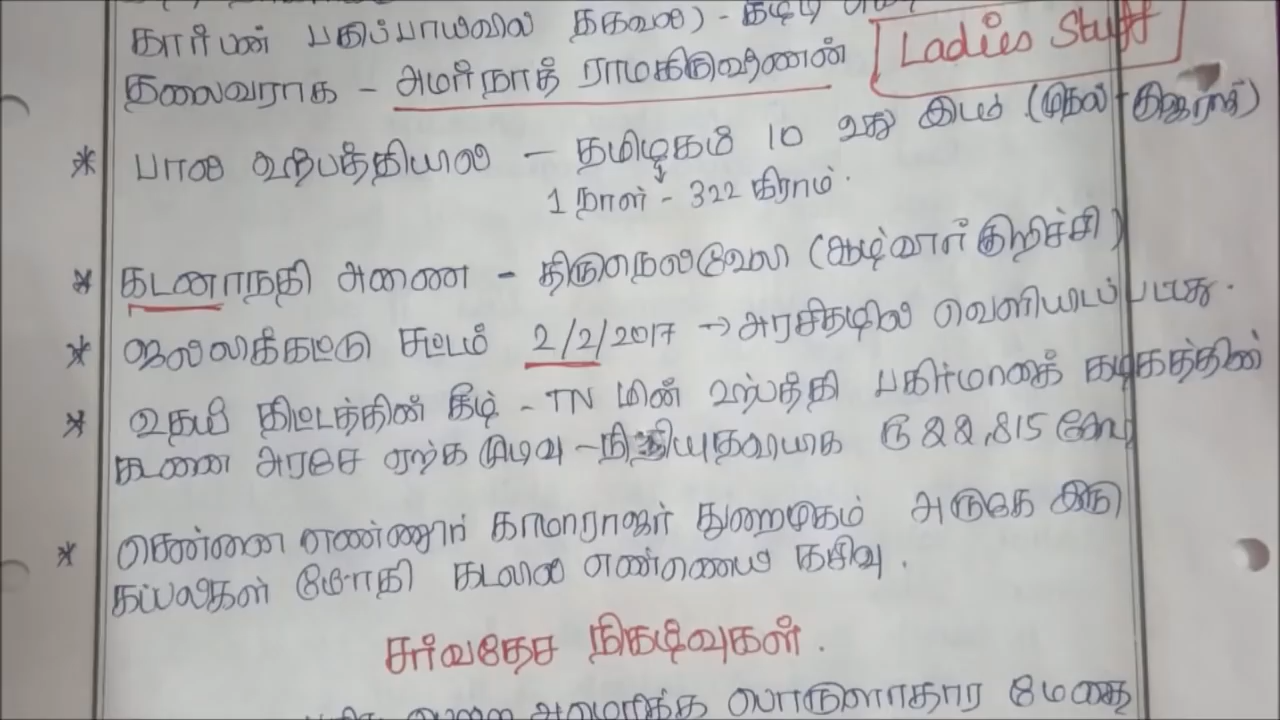 கார்பன் பகுப்பாய்வில் தகவல்) - கீழடி
தலைவராக - அமர்நாத் ராமகிருஷ்ணன்
Ladies Stuff
* பால் உற்பத்தியில் - தமிழகம் 10 வது இடம் (முதல் - குஜராத்)
1 நாள் - 322 கிராம்.
* கடனாநதி அணை - திருநெல்வேலி (ஆழ்வார் குறிச்சி)
* ஜல்லிக்கட்டு சட்டம் 2/2/2017 → அரசிதழில் வெளியிடப்பட்டது.
* உதய் திட்டத்தின் கீழ் - TN மின் உற்பத்தி பகிர்மானக் கழகத்தின்
கடனை அரசே ஏற்க முடிவு - நிதியுதவியாக ரூ 22,815 கோடி
* சென்னை எண்ணூர் காமராஜர் துறைமுகம் அருகே இரு
கப்பல்கள் மோதி கடலில் எண்ணெய் கசிவு.
சர்வதேச நிகழ்வுகள்.
அமெரிக்க பொருளாதார மேதை